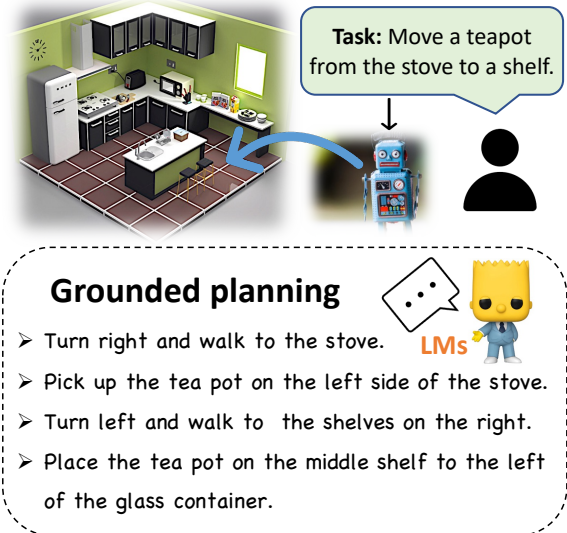 Task: Move a teapot
from the stove to a shelf.
Grounded planning
LMs
➤ Turn right and walk to the stove.
➤ Pick up the tea pot on the left side of the stove.
➤ Turn left and walk to the shelves on the right.
➤ Place the tea pot on the middle shelf to the left
of the glass container.